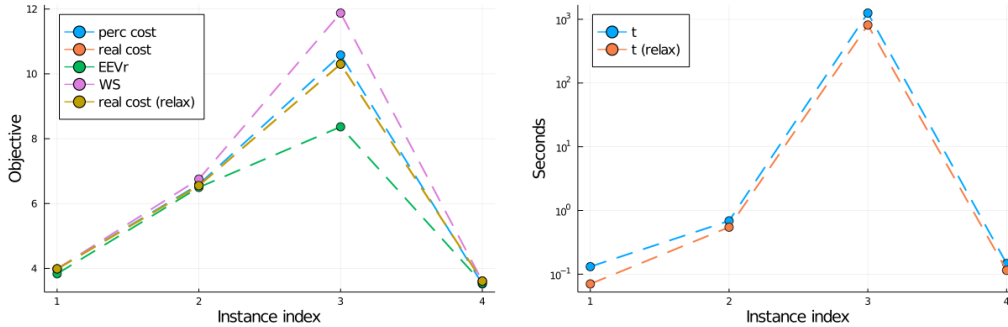 12
10
8
6
4
Objective
perc cost
real cost
EEVr
WS
real cost (relax)
1 2 3 4
Instance index
10³
10²
10¹
10⁰
10⁻¹
Seconds
t
t (relax)
1 2 3 4
Instance index